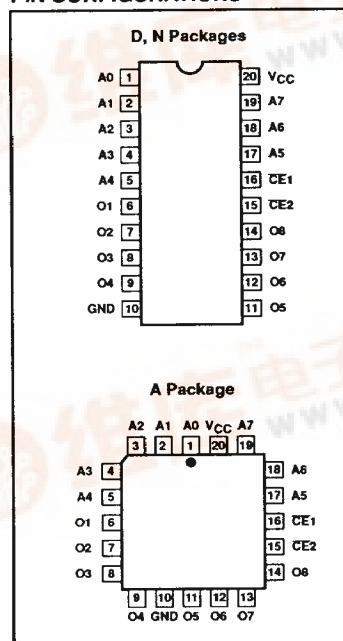 PIN CONFIGURATIONS
D, N Packages
A0 1 20 VCC
A1 2 19 A7
A2 3 18 A6
A3 4 17 A5
A4 5 16 CE1
O1 6 15 CE2
O2 7 14 O8
O3 8 13 O7
O4 9 12 O6
GND 10 11 O5
A Package
A2 A1 A0 VCC A7
3 2 1 20 19
A3 4 18 A6
A4 5 17 A5
O1 6 16 CE1
O2 7 15 CE2
O3 8 14 O8
9 10 11 12 13
O4 GND O5 O6 O7